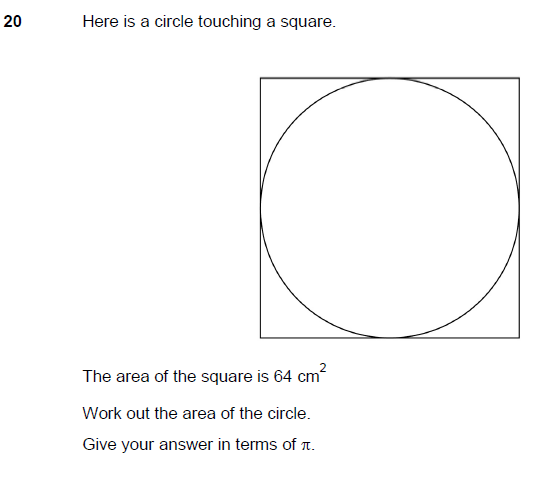 20 Here is a circle touching a square.
The area of the square is 64 cm²
Work out the area of the circle.
Give your answer in terms of π.